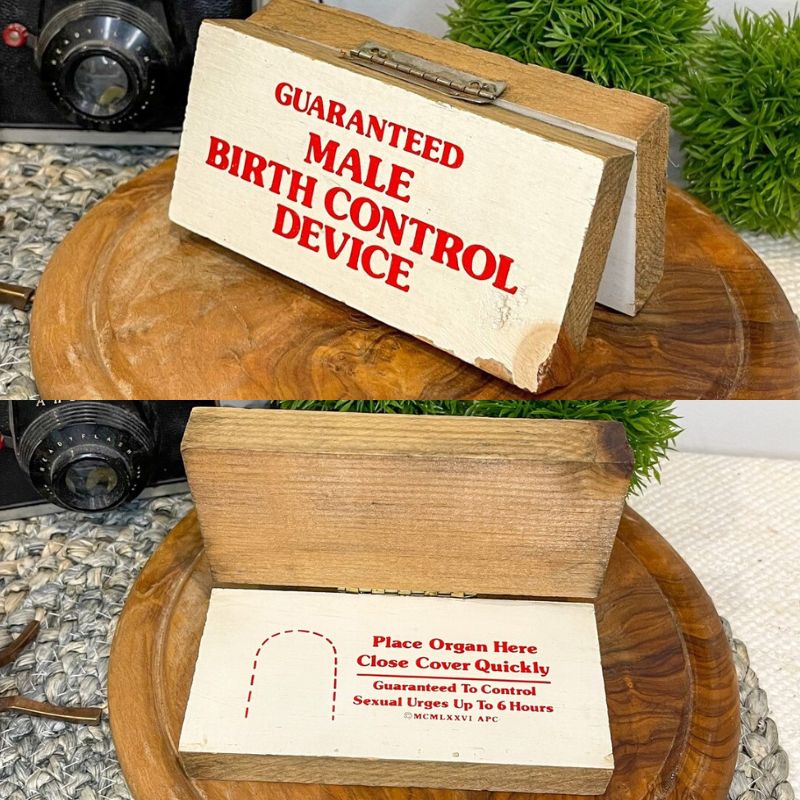 GUARANTEED
MALE
BIRTH CONTROL
DEVICE
Place Organ Here
Close Cover Quickly
Guaranteed To Control
Sexual Urges Up To 6 Hours
©MCMLXXVI APC